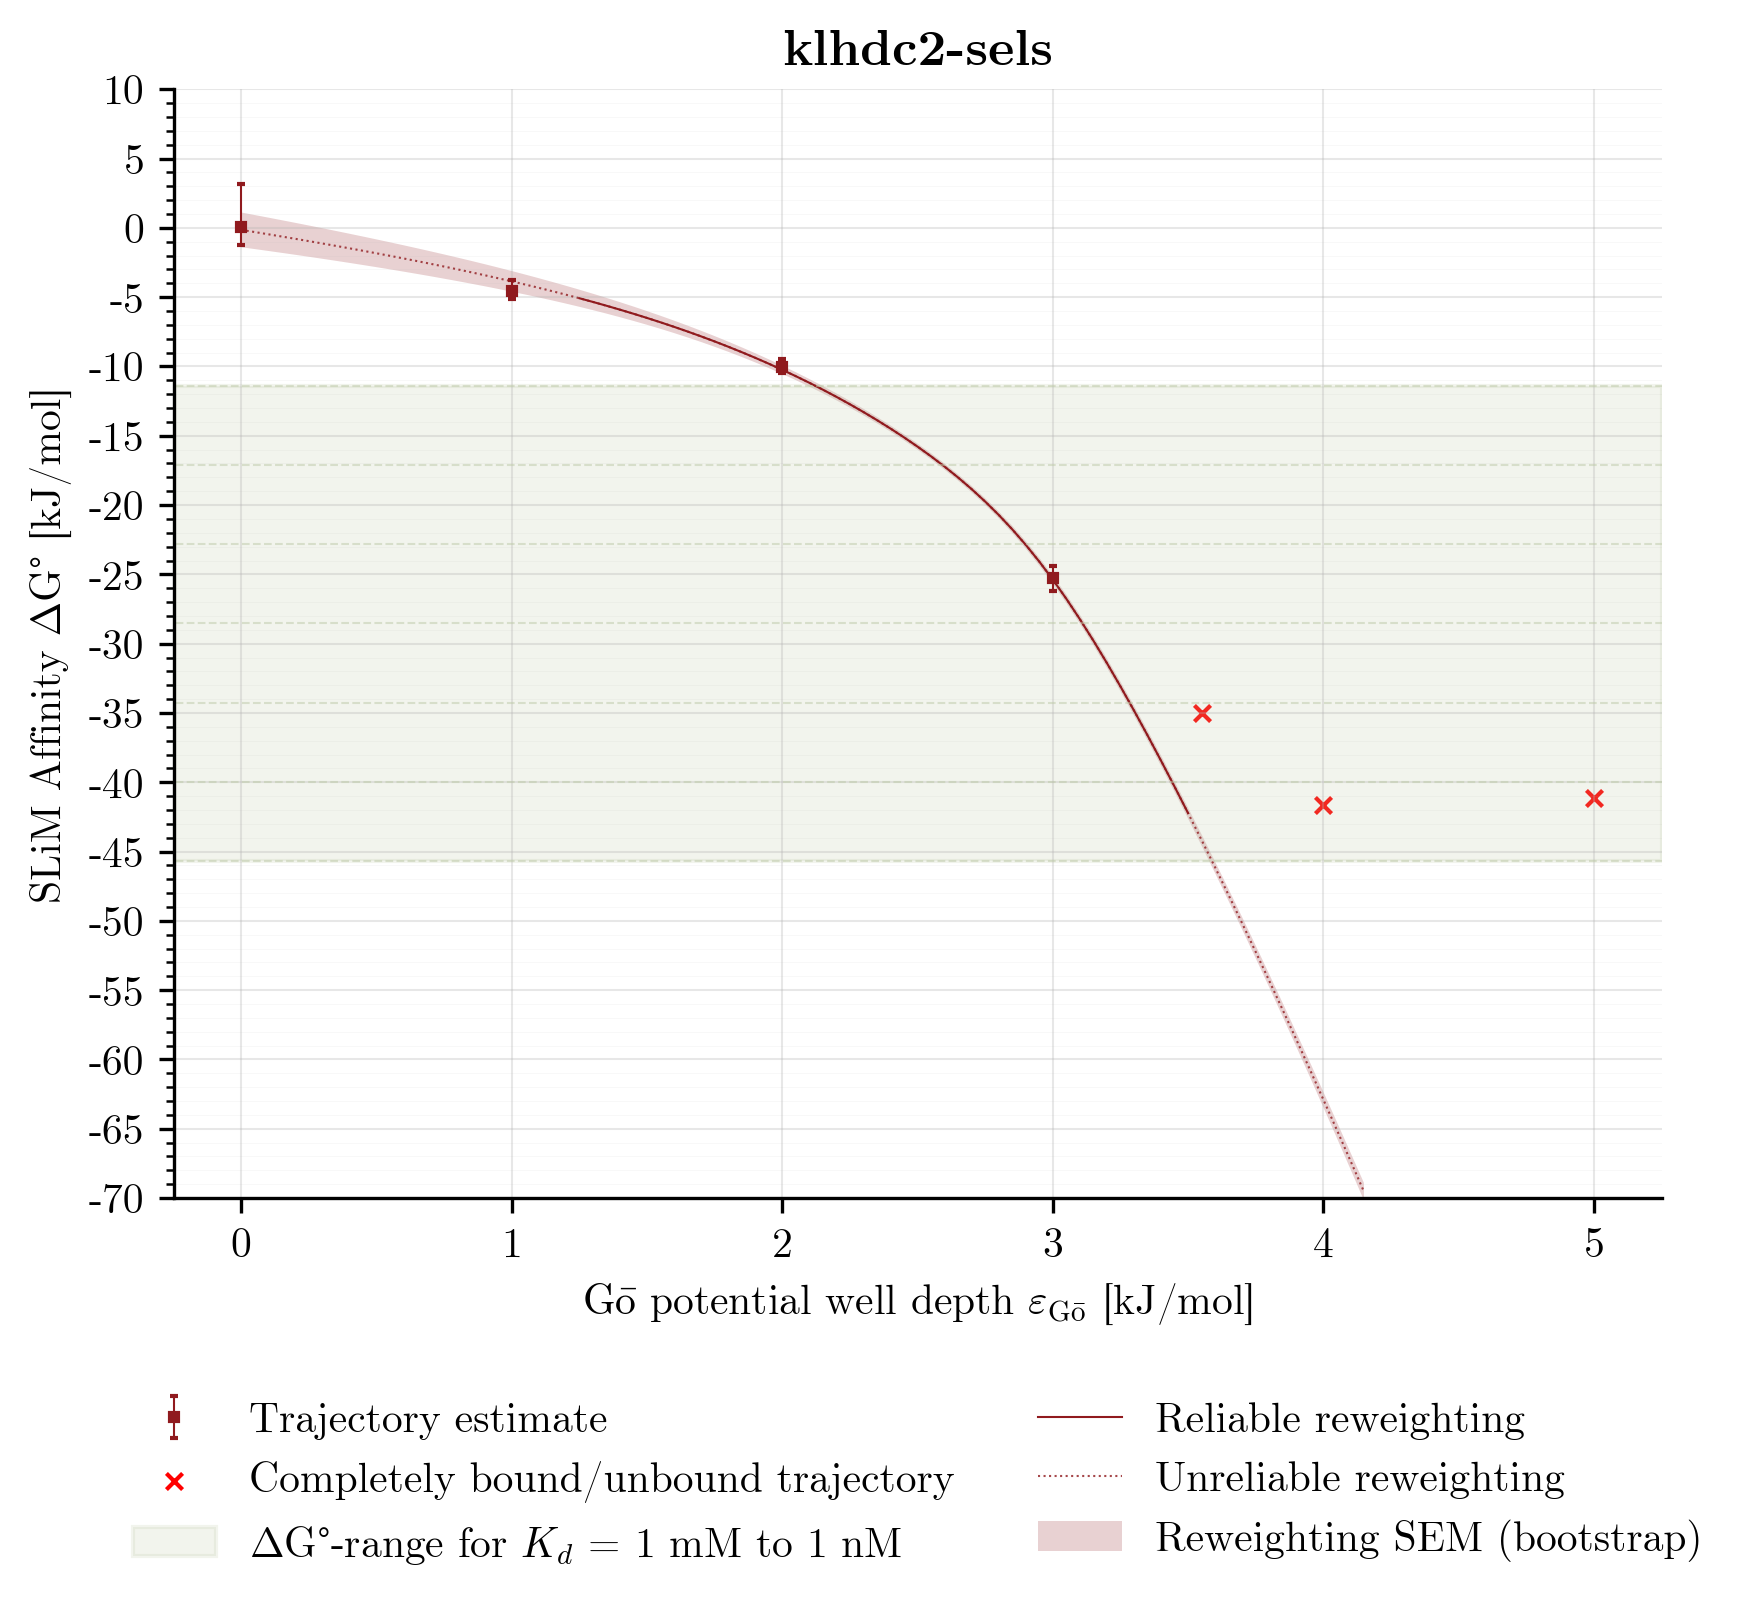 klhdc2-sels
10
5
0
-5
-10
-15
-20
-25
-30
-35
-40
-45
-50
-55
-60
-65
-70
SLiM Affinity ΔG° [kJ/mol]
0 1 2 3 4 5
Gō potential well depth ε_Gō [kJ/mol]
Trajectory estimate
Completely bound/unbound trajectory
ΔG°-range for K_d = 1 mM to 1 nM
Reliable reweighting
Unreliable reweighting
Reweighting SEM (bootstrap)